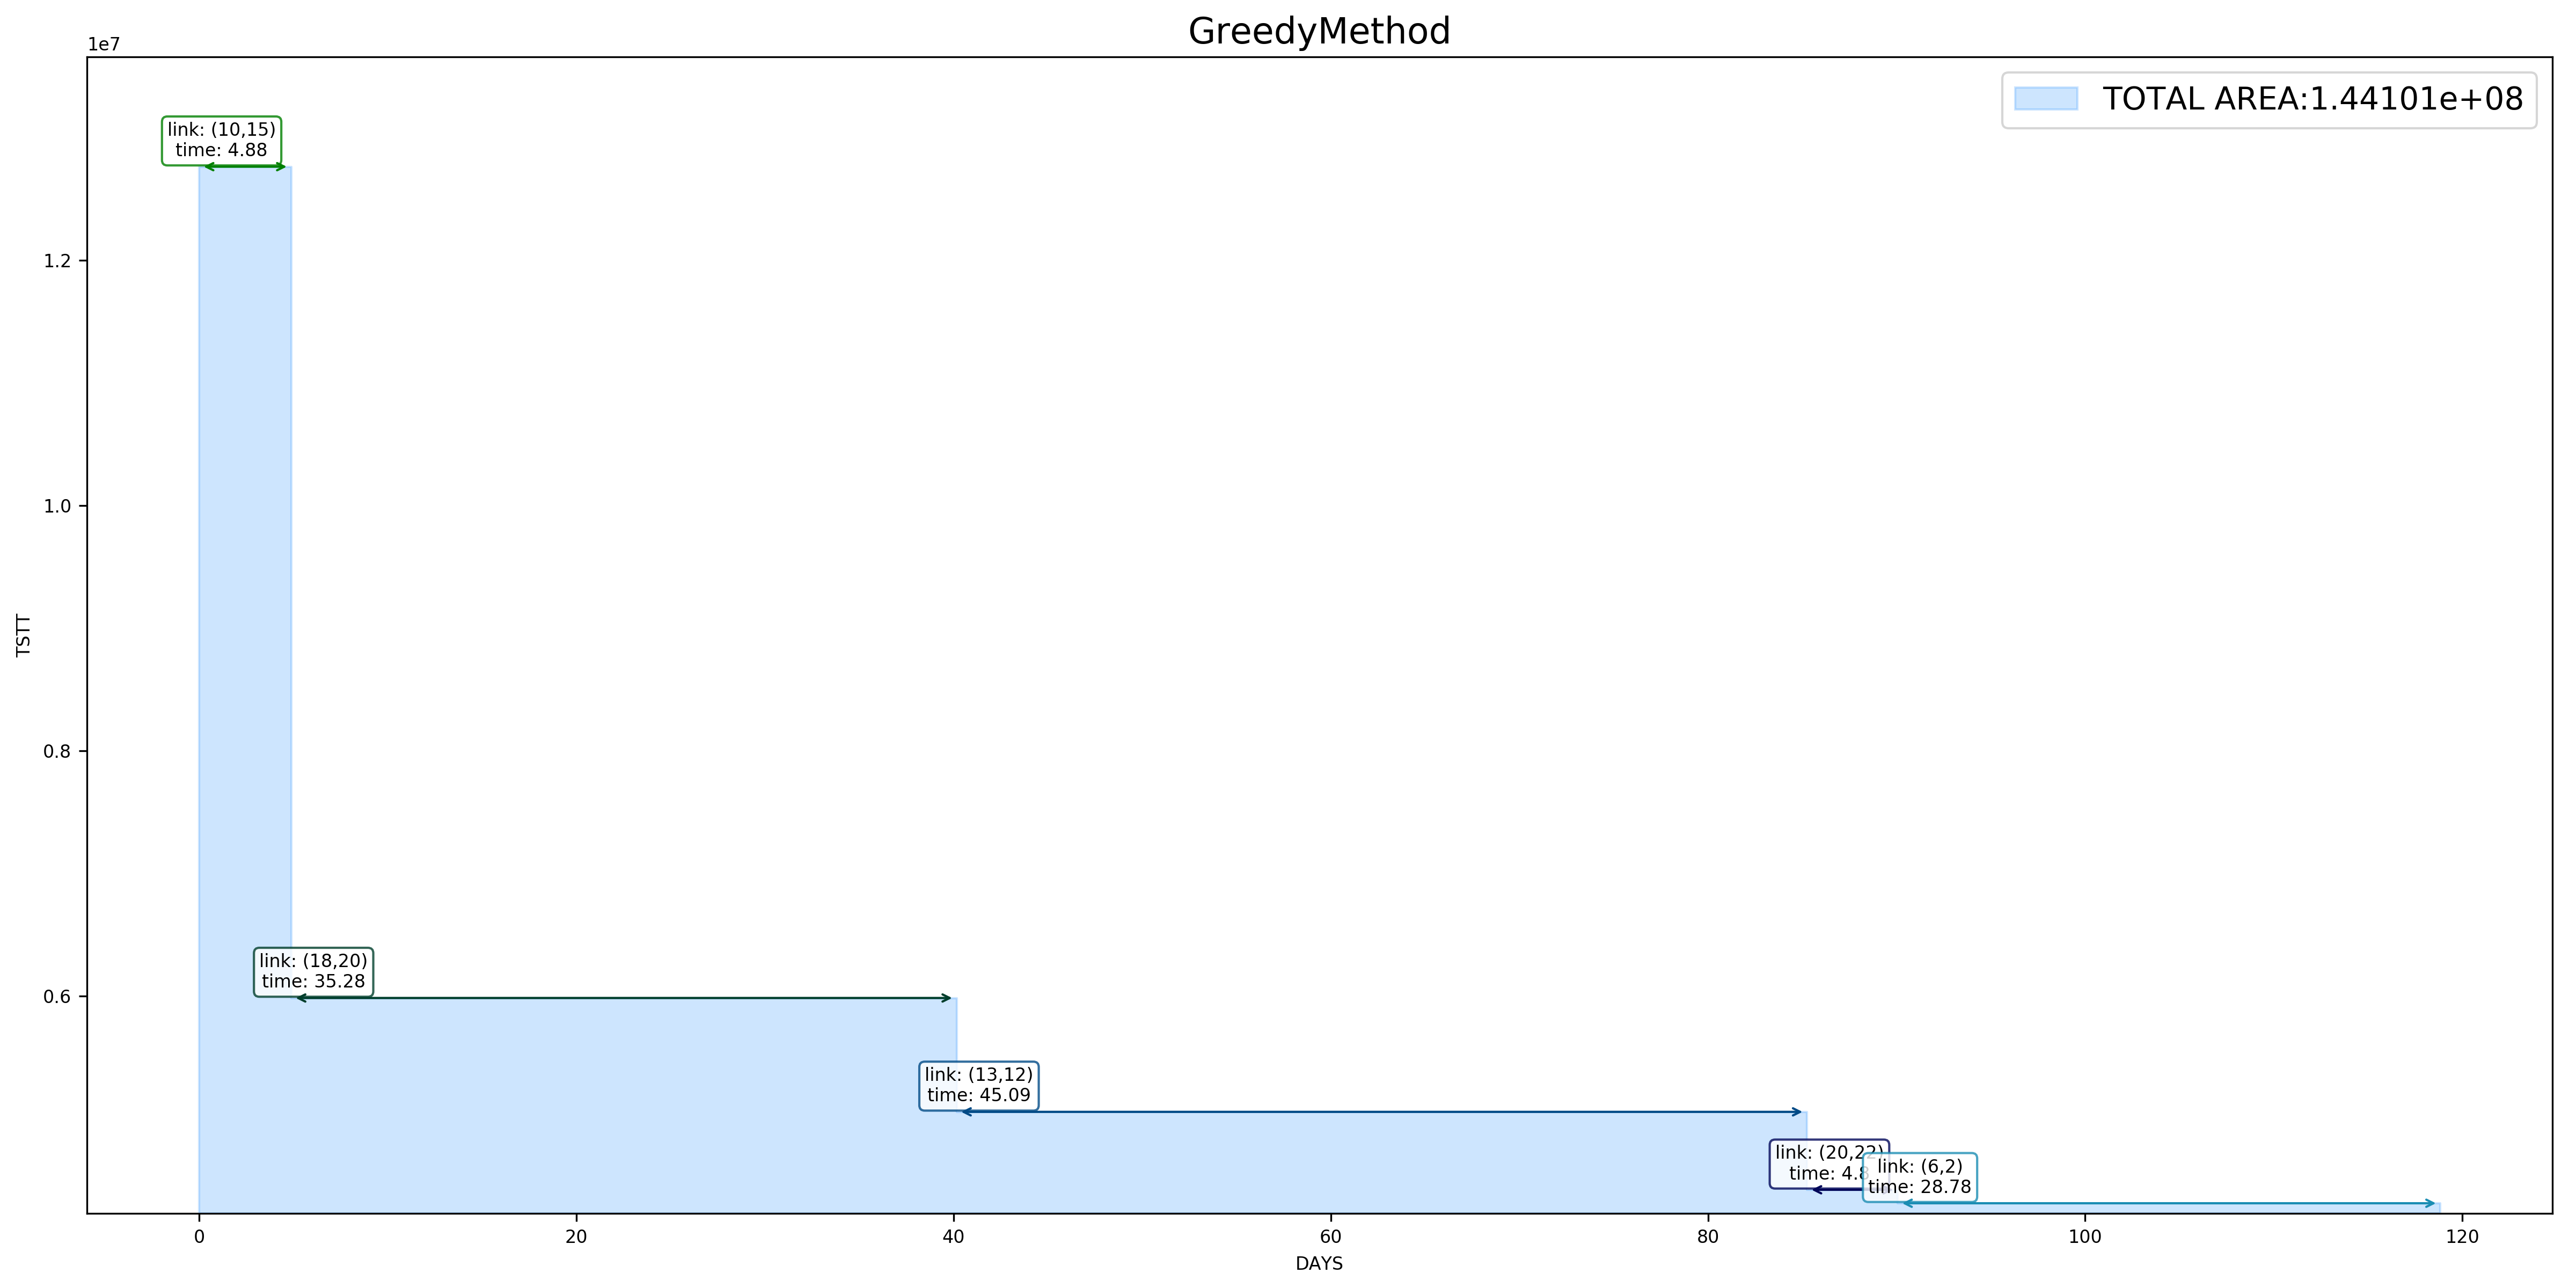 GreedyMethod
1e7
TOTAL AREA:1.44101e+08
link: (10,15)
time: 4.88
1.2
1.0
0.8
TSTT
link: (18,20)
time: 35.28
0.6
link: (13,12)
time: 45.09
link: (20,22)
time: 4.8
link: (6,2)
time: 28.78
0
20
40
60
80
100
120
DAYS